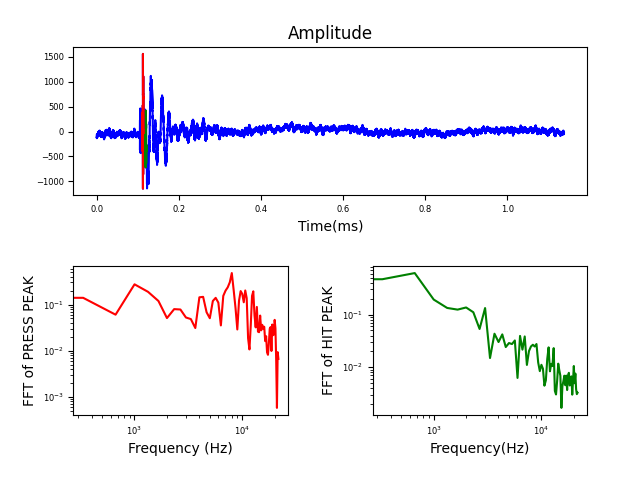 Amplitude
1500
1000
500
0
−500
−1000
0.0 0.2 0.4 0.6 0.8 1.0
Time(ms)
FFT of PRESS PEAK
10⁻¹
10⁻²
10⁻³
10³ 10⁴
Frequency (Hz)
FFT of HIT PEAK
10⁻¹
10⁻²
10³ 10⁴
Frequency(Hz)